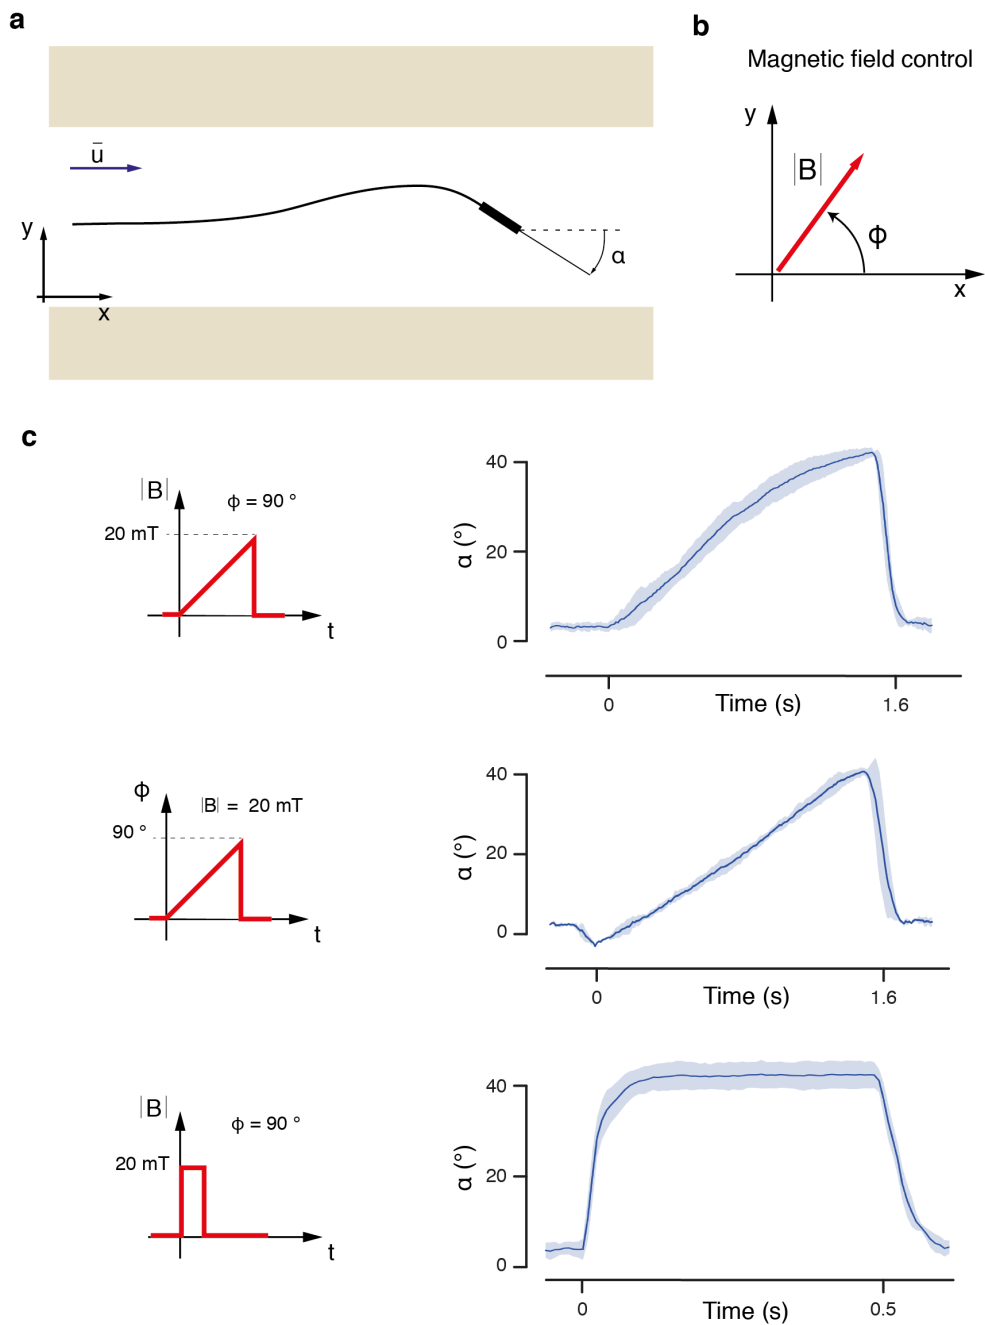 a
ū
y
x
α
b
Magnetic field control
y
|B|
ϕ
x
c
|B|
ϕ = 90 °
20 mT
t
α (°)
40
20
0
0
Time (s)
1.6
ϕ
|B| = 20 mT
90 °
t
α (°)
40
20
0
0
Time (s)
1.6
|B|
ϕ = 90 °
20 mT
t
α (°)
40
20
0
0
Time (s)
0.5